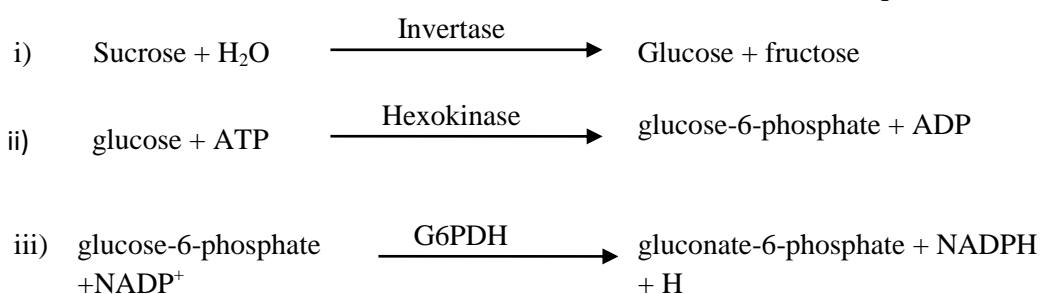 i) Sucrose + H₂O Invertase Glucose + fructose
ii) glucose + ATP Hexokinase glucose-6-phosphate + ADP
iii) glucose-6-phosphate G6PDH gluconate-6-phosphate + NADPH
+NADP⁺ + H